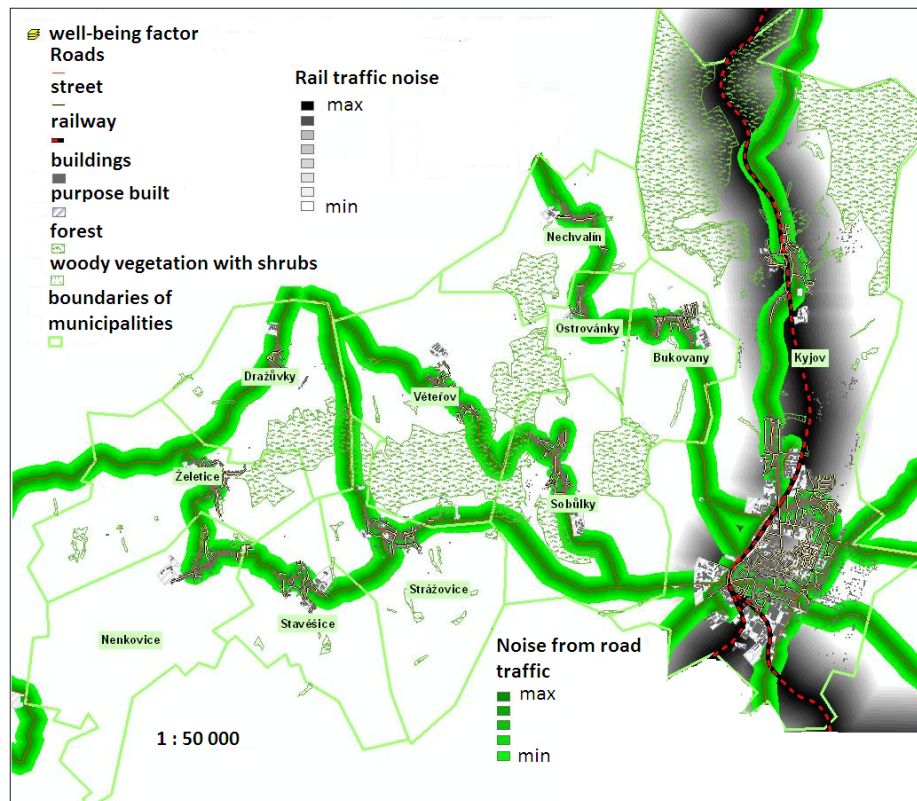 well-being factor
Roads
street
railway
buildings
purpose built
forest
woody vegetation with shrubs
boundaries of
municipalities
Rail traffic noise
max
min
Nechvalín
Ostrovánky
Bukovany
Kyjov
Dražůvky
Věteřov
Želetice
Sobůlky
Strážovice
Stavěšice
Nenkovice
Noise from road
traffic
max
min
1 : 50 000